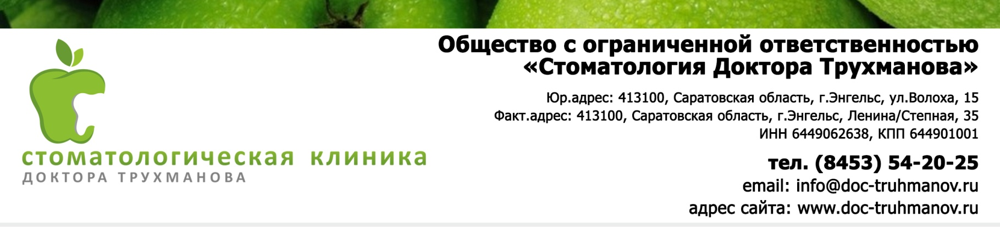 Общество с ограниченной ответственностью
«Стоматология Доктора Трухманова»
Юр.адрес: 413100, Саратовская область, г.Энгельс, ул.Волоха, 15
Факт.адрес: 413100, Саратовская область, г.Энгельс, Ленина/Степная, 35
ИНН 6449062638, КПП 644901001
тел. (8453) 54-20-25
email: info@doc-truhmanov.ru
адрес сайта: www.doc-truhmanov.ru
стоматологическая клиника
ДОКТОРА ТРУХМАНОВА